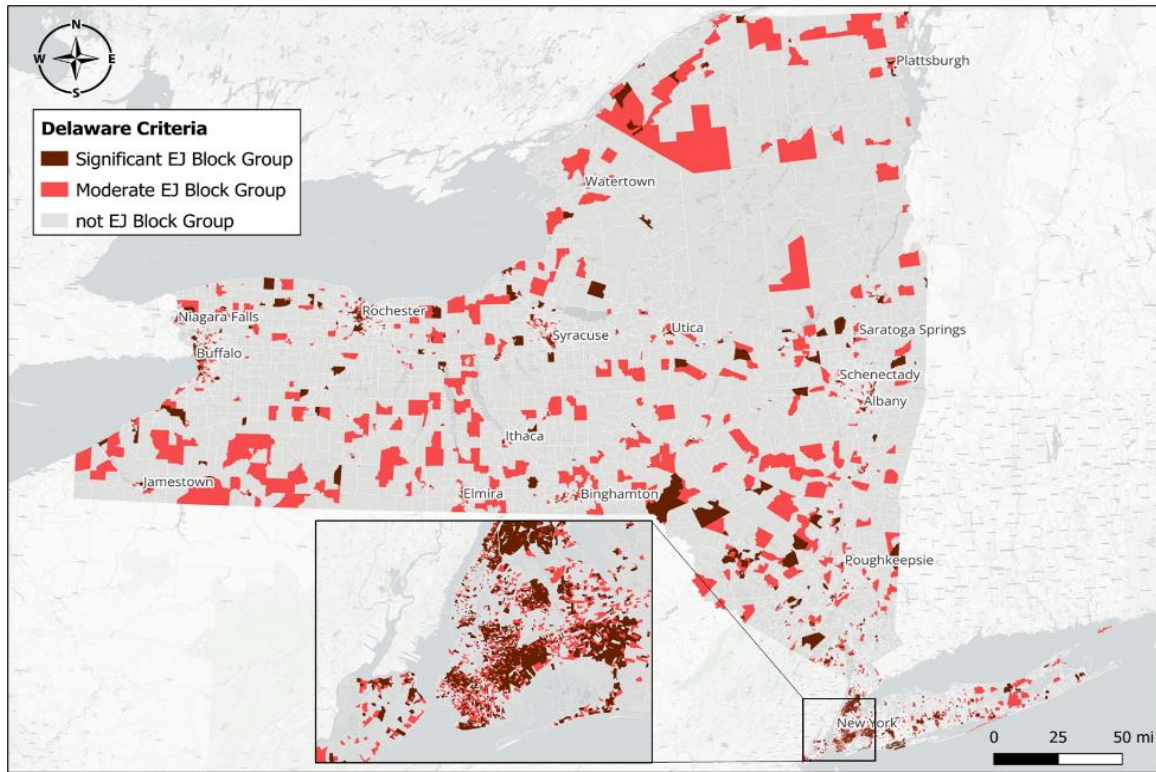 N
W E
S
Delaware Criteria
Significant EJ Block Group
Moderate EJ Block Group
not EJ Block Group
Plattsburgh
Watertown
Niagara Falls
Rochester
Syracuse
Utica
Saratoga Springs
Buffalo
Schenectady
Albany
Ithaca
Jamestown
Elmira
Binghamton
Poughkeepsie
New York
0 25 50 mi